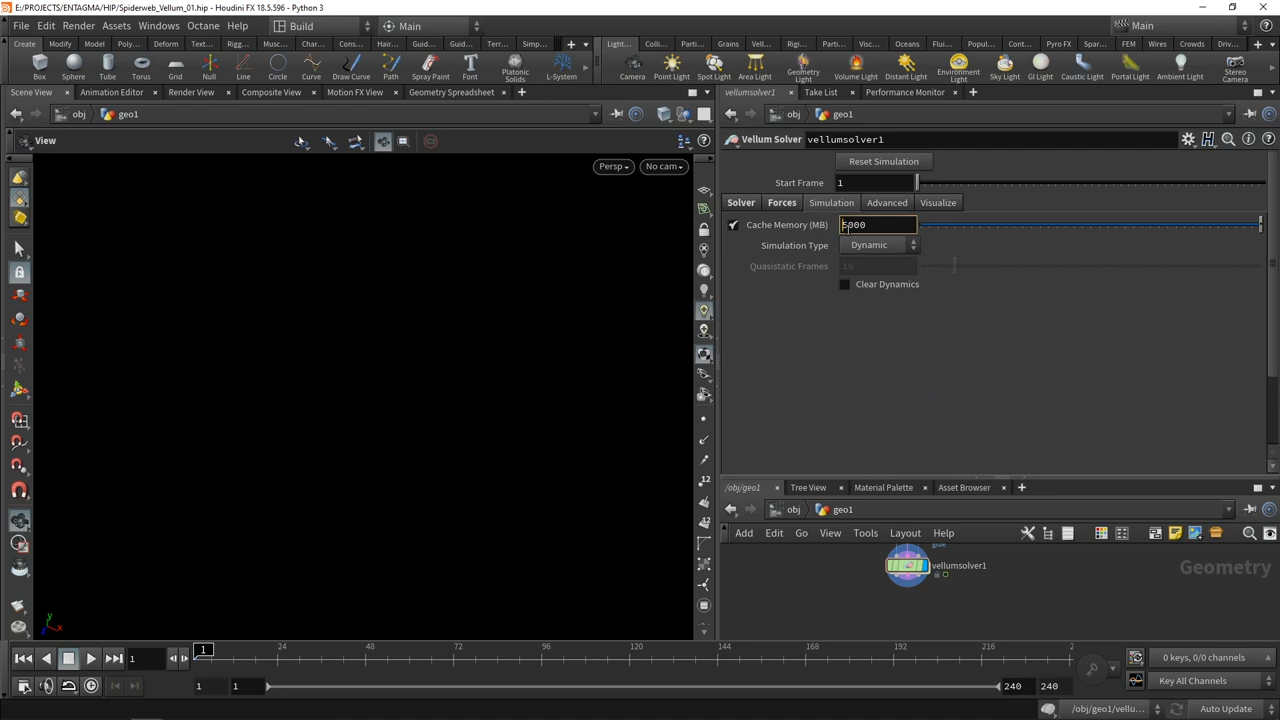 E:/PROJECTS/ENTAGMA/HIP/Spiderweb_Vellum_01.hip - Houdini FX 18.5.596 - Python 3
File Edit Render Assets Windows Octane Help Build Main Main
Create Modify Model Poly... Deform Text... Rigg... Musc... Char... Cons... Hair... Guid... Guid... Terr... Simp...
Light... Colli... Parti... Grains Vell... Rigi... Parti... Visc... Oceans Flui... Popul... Cont... Pyro FX Spar... FEM Wires Crowds Driv...
Box Sphere Tube Torus Grid Null Line Circle Curve Draw Curve Path Spray Paint Font Platonic Solids L-System
Camera Point Light Spot Light Area Light Geometry Light Volume Light Distant Light Environment Light Sky Light GI Light Caustic Light Portal Light Ambient Light Stereo Camera
Scene View Animation Editor Render View Composite View Motion FX View Geometry Spreadsheet
vellumsolver1 Take List Performance Monitor
obj geo1
obj geo1
View
Vellum Solver vellumsolver1
Persp No cam
Reset Simulation
Start Frame 1
Solver Forces Simulation Advanced Visualize
Cache Memory (MB) 5000
Simulation Type Dynamic
Quasistatic Frames 10
Clear Dynamics
12
12
/obj/geo1 Tree View Material Palette Asset Browser
obj geo1
Add Edit Go View Tools Layout Help
glue
vellumsolver1
Geometry
y
z x
1 24 48 72 96 120 144 168 192 216 2
1
0 keys, 0/0 channels
1 1 240 240
Key All Channels
/obj/geo1/vellu... Auto Update